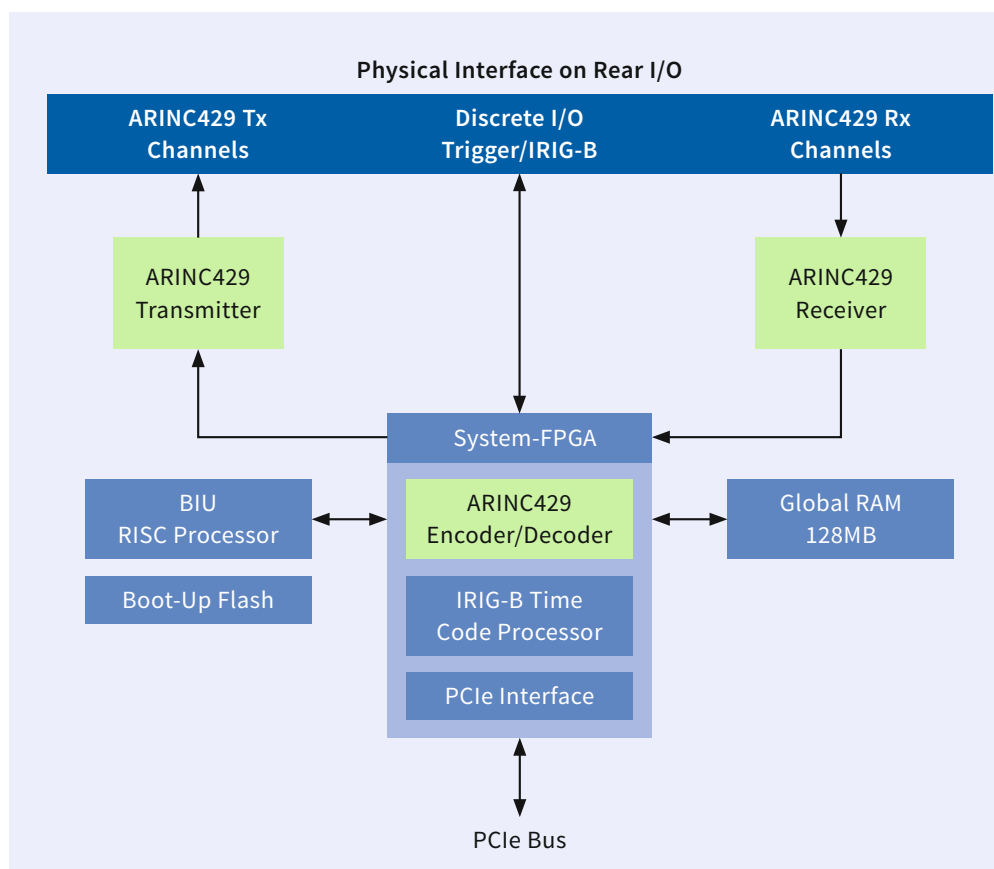 Physical Interface on Rear I/O
ARINC429 Tx
Channels
Discrete I/O
Trigger/IRIG-B
ARINC429 Rx
Channels
ARINC429
Transmitter
ARINC429
Receiver
System-FPGA
BIU
RISC Processor
ARINC429
Encoder/Decoder
Global RAM
128MB
Boot-Up Flash
IRIG-B Time
Code Processor
PCIe Interface
PCIe Bus